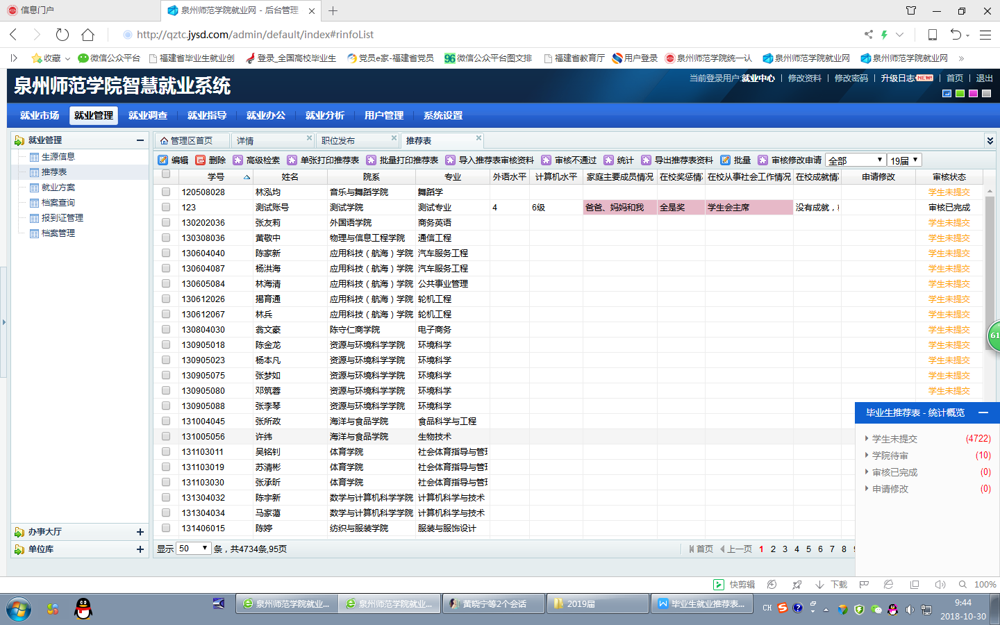 信息门户
泉州师范学院就业网 - 后台管理
http://qztc.jysd.com/admin/default/index#rinfoList
收藏 微信公众平台 福建省毕业生就业创 登录_全国高校毕业生 党员e家-福建省党员 96 微信公众平台图文排 福建省教育厅 用户登录 泉州师范学院统一认 泉州师范学院就业网 泉州师范学院就业网
泉州师范学院智慧就业系统
当前登录用户:就业中心 | 修改资料 | 修改密码 | 升级日志NEW! | 首页 | 退出
就业市场 就业管理 就业调查 就业指导 就业办公 就业分析 用户管理 系统设置
就业管理
生源信息
推荐表
就业方案
档案查询
报到证管理
档案管理
办事大厅
单位库
管理区首页 详情 职位发布 推荐表
编辑 删除 高级检索 单张打印推荐表 批量打印推荐表 导入推荐表审核资料 审核不通过 统计 导出推荐表资料 批量 审核修改申请 全部 19届
学号 姓名 院系 专业 外语水平 计算机水平 家庭主要成员情况 在校奖惩情 在校从事社会工作情况 在校成就情 申请修改 审核状态
120508028 林泓均 音乐与舞蹈学院 舞蹈学 学生未提交
123 测试账号 测试学院 测试专业 4 6级 爸爸、妈妈和我 全是奖 学生会主席 没有成就， 审核已完成
130202036 张友莉 外国语学院 商务英语 学生未提交
130308036 黄敬中 物理与信息工程学院 通信工程 学生未提交
130604040 陈家新 应用科技（航海）学院 汽车服务工程 学生未提交
130604087 杨洪海 应用科技（航海）学院 汽车服务工程 学生未提交
130605084 林海清 应用科技（航海）学院 公共事业管理 学生未提交
130612026 揭育通 应用科技（航海）学院 轮机工程 学生未提交
130612067 林兵 应用科技（航海）学院 轮机工程 学生未提交
130804030 翁文豪 陈守仁商学院 电子商务 学生未提交
130905018 陈金龙 资源与环境科学学院 环境科学 学生未提交
130905023 杨本凡 资源与环境科学学院 环境科学 学生未提交
130905075 张梦如 资源与环境科学学院 环境科学 学生未提交
130905080 邓筑蓉 资源与环境科学学院 环境科学 学生未提交
130905088 张李琴 资源与环境科学学院 环境科学
131004045 张所政 海洋与食品学院 食品科学与工程
131005056 许纬 海洋与食品学院 生物技术
131103011 吴铭钊 体育学院 社会体育指导与管理
131103019 苏清彬 体育学院 社会体育指导与管理
131103030 张承昕 体育学院 社会体育指导与管理
131304032 陈宇新 数学与计算机科学学院 计算机科学与技术
131304034 马家蔼 数学与计算机科学学院 计算机科学与技术
131406015 陈婷 纺织与服装学院 服装与服饰设计
61
毕业生推荐表 - 统计概览
学生未提交 (4722)
学院待审 (10)
审核已完成 (0)
申请修改 (0)
显示 50 条，共4734条,95页 首页 上一页 1 2 3 4 5 6 7 8
快剪辑 下载 100%
泉州师范学院就业... 泉州师范学院就业... 黄晓宁等2个会话 2019届 毕业生就业推荐表... CH 9:44
2018-10-30